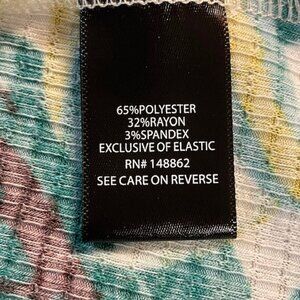 65%POLYESTER
32%RAYON
3%SPANDEX
EXCLUSIVE OF ELASTIC
RN# 148862
SEE CARE ON REVERSE